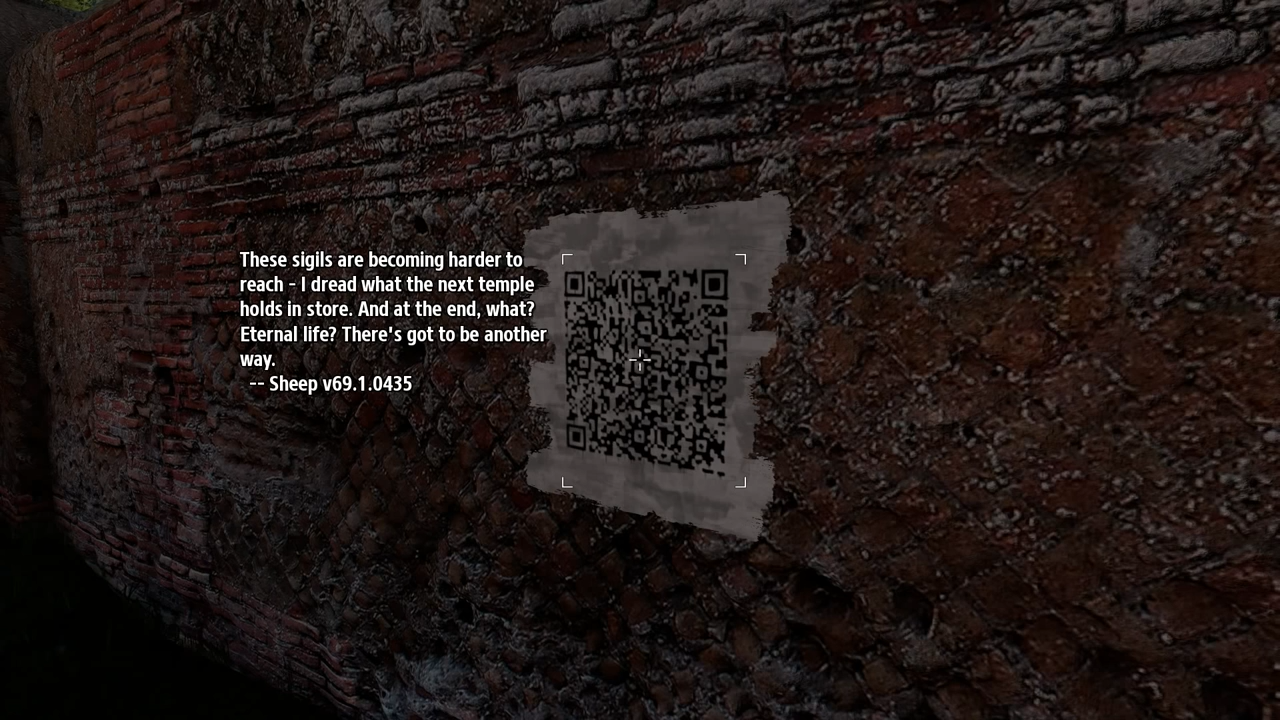 These sigils are becoming harder to
reach - I dread what the next temple
holds in store. And at the end, what?
Eternal life? There's got to be another
way.
-- Sheep v69.1.0435